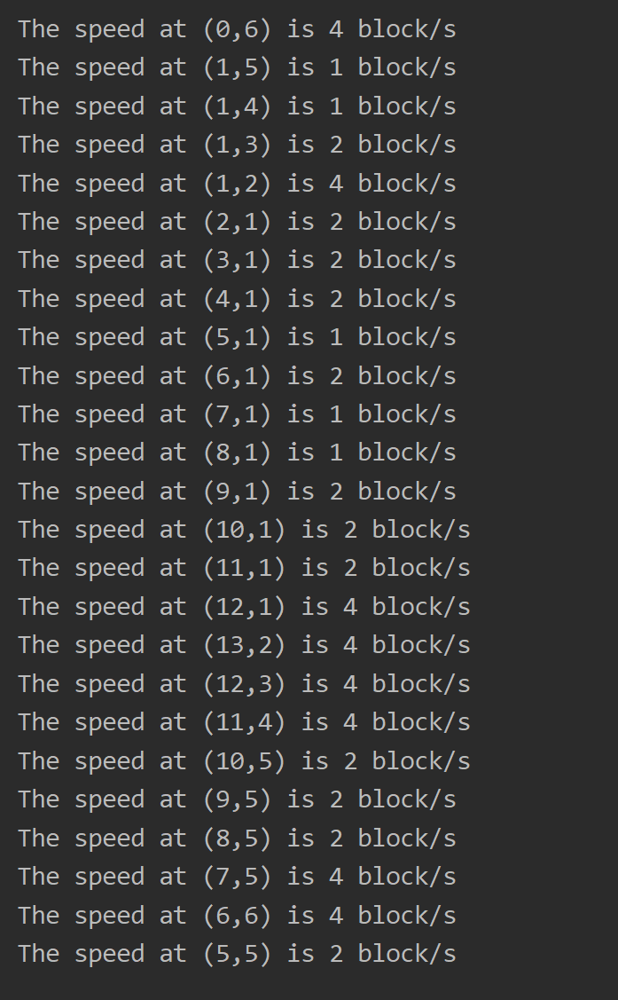 The speed at (0,6) is 4 block/s
The speed at (1,5) is 1 block/s
The speed at (1,4) is 1 block/s
The speed at (1,3) is 2 block/s
The speed at (1,2) is 4 block/s
The speed at (2,1) is 2 block/s
The speed at (3,1) is 2 block/s
The speed at (4,1) is 2 block/s
The speed at (5,1) is 1 block/s
The speed at (6,1) is 2 block/s
The speed at (7,1) is 1 block/s
The speed at (8,1) is 1 block/s
The speed at (9,1) is 2 block/s
The speed at (10,1) is 2 block/s
The speed at (11,1) is 2 block/s
The speed at (12,1) is 4 block/s
The speed at (13,2) is 4 block/s
The speed at (12,3) is 4 block/s
The speed at (11,4) is 4 block/s
The speed at (10,5) is 2 block/s
The speed at (9,5) is 2 block/s
The speed at (8,5) is 2 block/s
The speed at (7,5) is 4 block/s
The speed at (6,6) is 4 block/s
The speed at (5,5) is 2 block/s